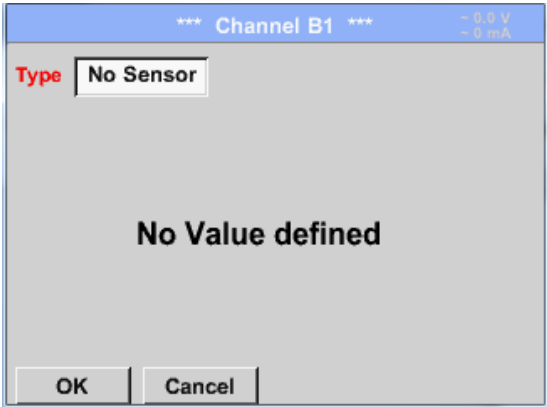 *** Channel B1 ***
~ 0.0 V
~ 0 mA
Type No Sensor
No Value defined
OK Cancel